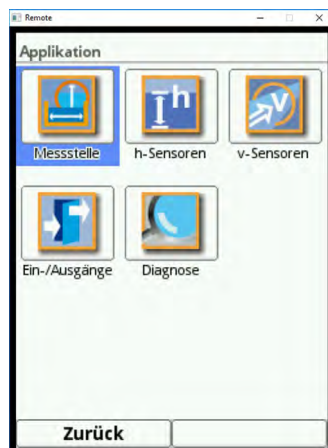 Remote
Applikation
h
v
Messstelle h-Sensoren v-Sensoren
Ein-/Ausgänge Diagnose
Zurück